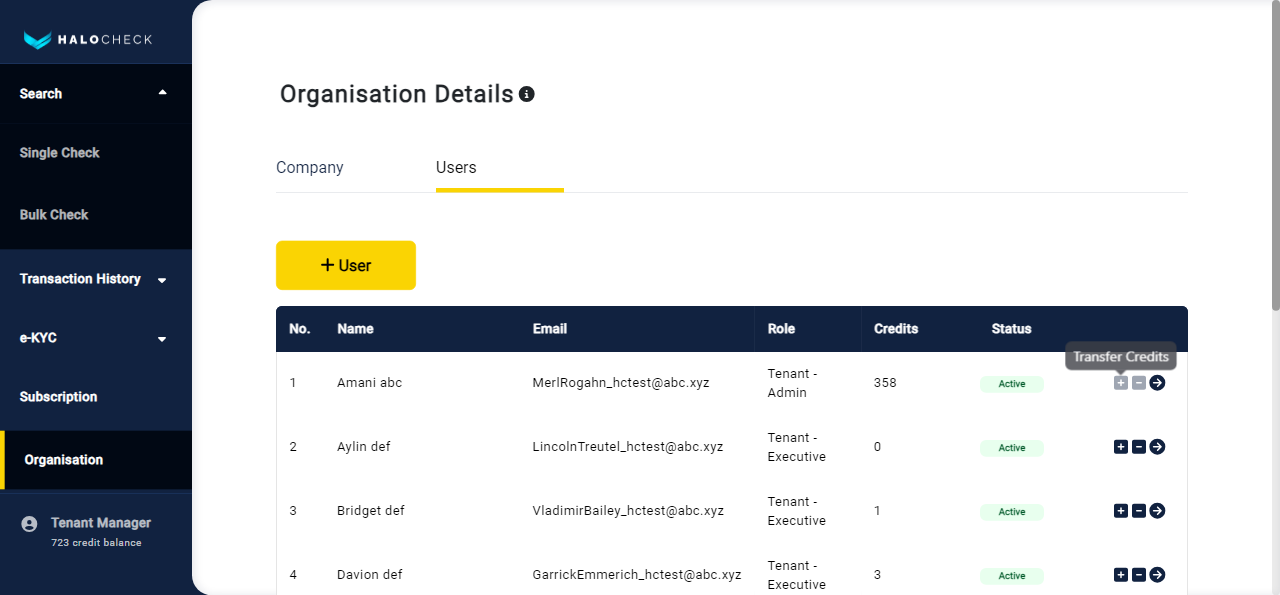 HALOCHECK
Search
Single Check
Bulk Check
Transaction History
e-KYC
Subscription
Organisation
Tenant Manager
723 credit balance
Organisation Details
Company Users
+ User
No. Name Email Role Credits Status
Transfer Credits
1 Amani abc MerlRogahn_hctest@abc.xyz Tenant - Admin 358 Active
2 Aylin def LincolnTreutel_hctest@abc.xyz Tenant - Executive 0 Active
3 Bridget def VladimirBailey_hctest@abc.xyz Tenant - Executive 1 Active
4 Davion def GarrickEmmerich_hctest@abc.xyz Tenant - Executive 3 Active